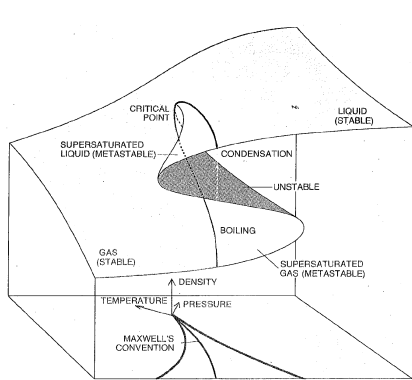 CRITICAL
POINT
LIQUID
(STABLE)
SUPERSATURATED
LIQUID (METASTABLE)
CONDENSATION
UNSTABLE
BOILING
GAS
(STABLE)
SUPERSATURATED
GAS (METASTABLE)
DENSITY
TEMPERATURE
PRESSURE
MAXWELL'S
CONVENTION